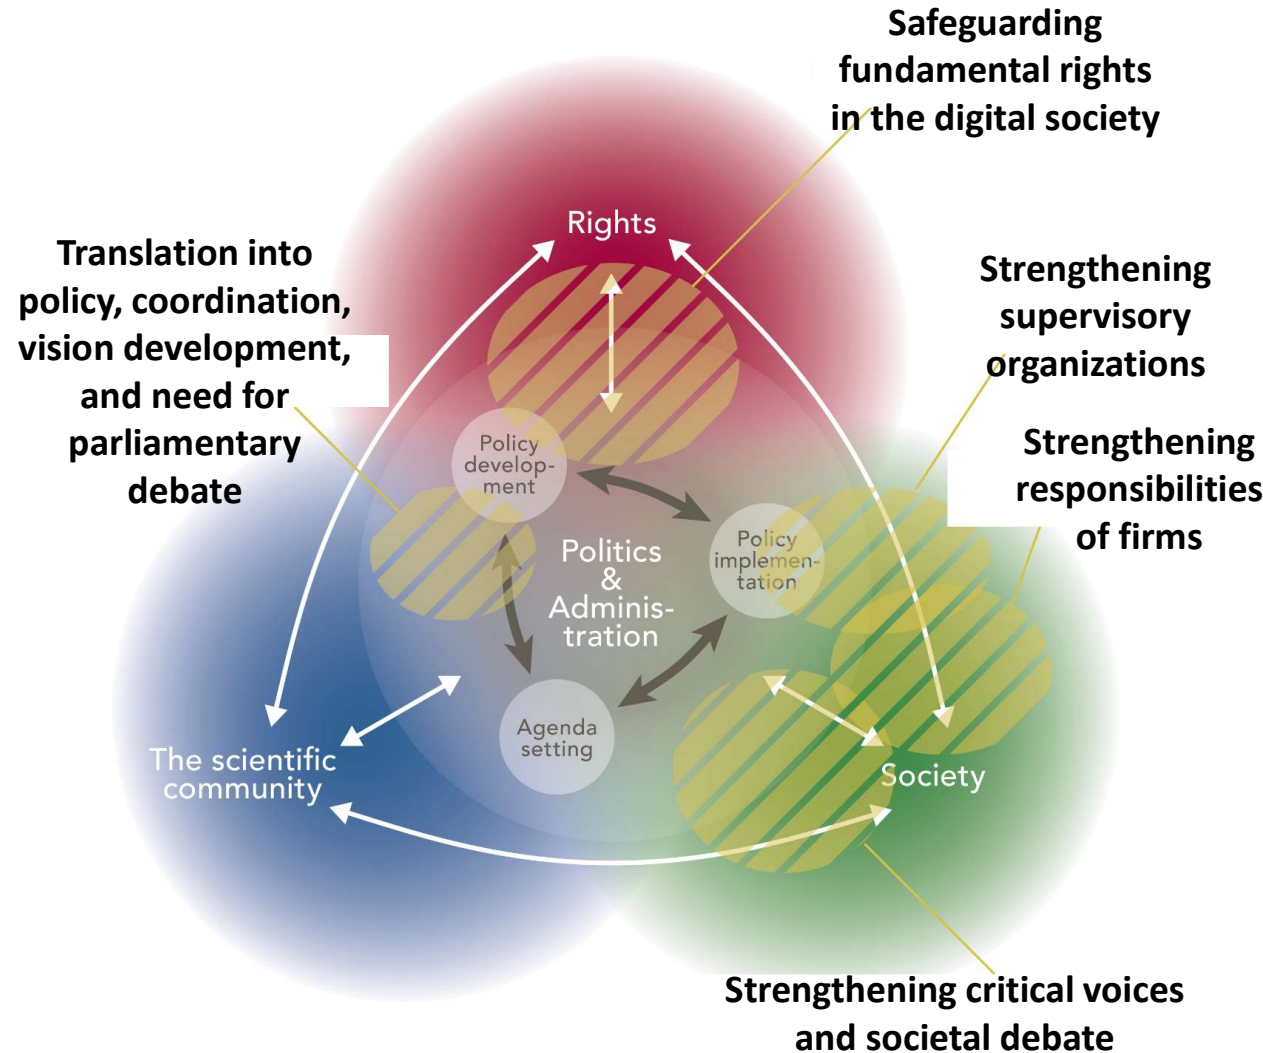 Safeguarding
fundamental rights
in the digital society
Rights
Translation into
policy, coordination,
vision development,
and need for
parliamentary
debate
Strengthening
supervisory
organizations
Strengthening
responsibilities
of firms
Policy
develop-
ment
Politics
&
Adminis-
tration
Policy
implemen-
tation
Agenda
setting
The scientific
community
Society
Strengthening critical voices
and societal debate